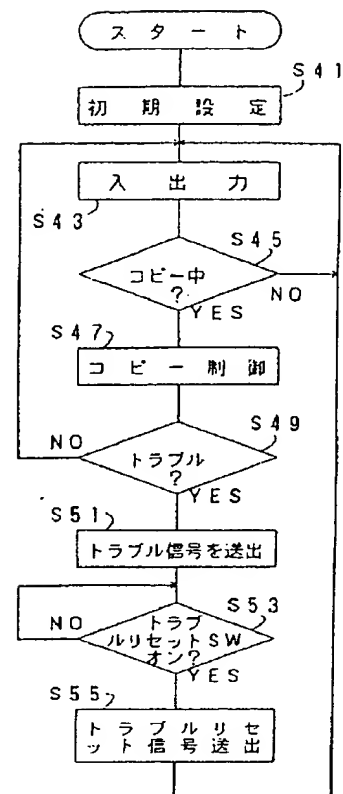 スタート
S41
初期設定
入出力
S43
S45
コピー中
?
NO
YES
S47
コピー制御
S49
NO
トラブル
?
YES
S51
トラブル信号を送出
S53
NO
トラブ
ルリセットSW
オン?
YES
S55
トラブルリセ
ット信号送出